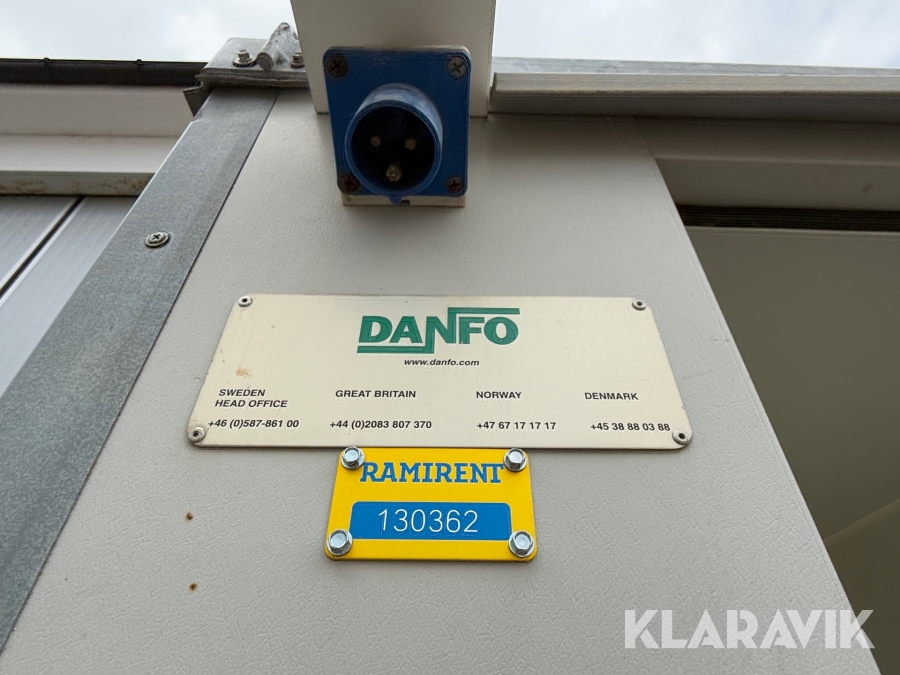 DANFO
www.danfo.com
SWEDEN
HEAD OFFICE
+46 (0)587-861 00
GREAT BRITAIN
+44 (0)2083 807 370
NORWAY
+47 67 17 17 17
DENMARK
+45 38 88 03 88
RAMIRENT
130362
KLARAVIK